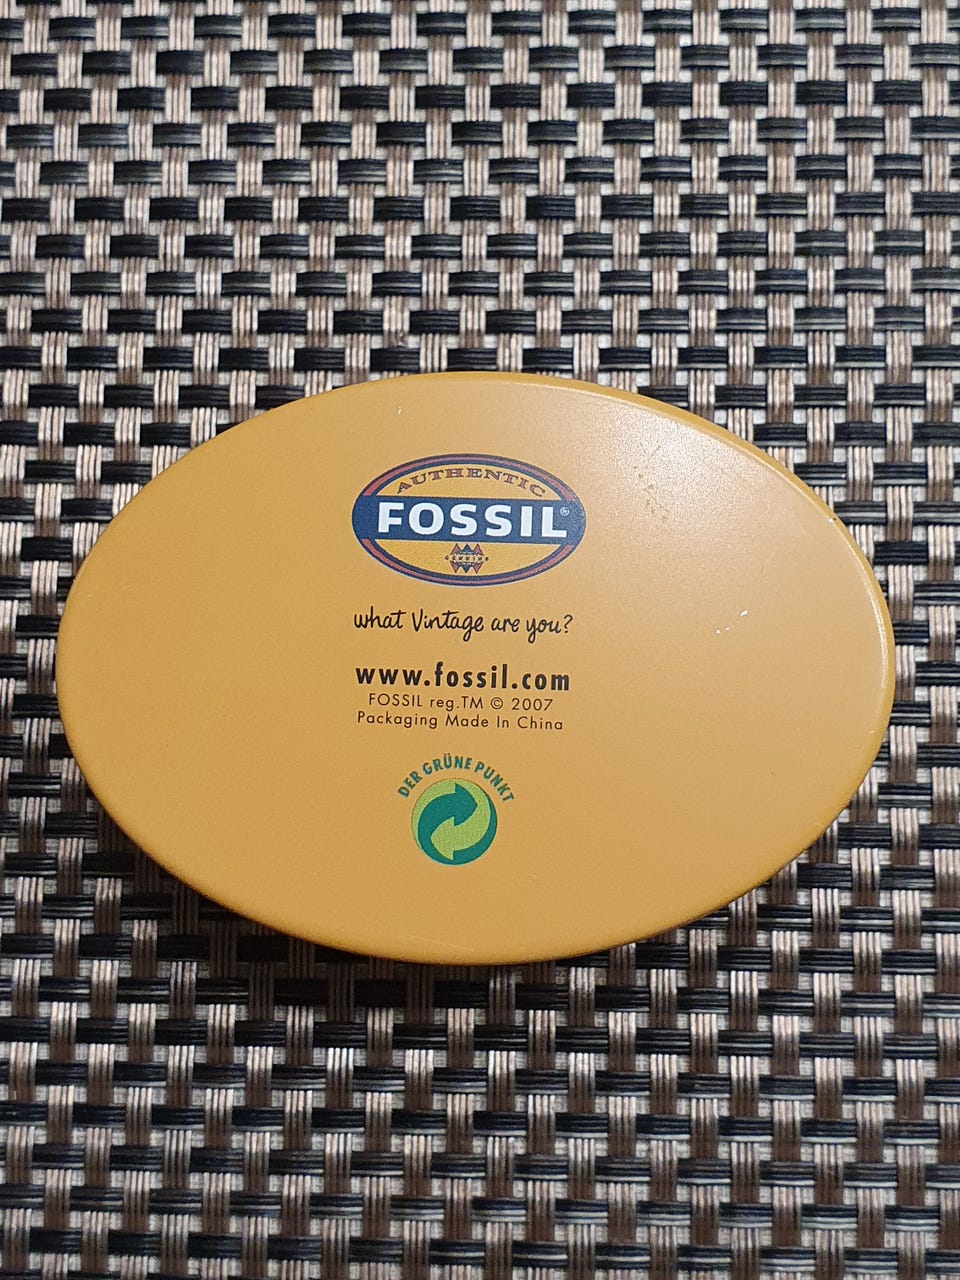 AUTHENTIC
FOSSIL®
GENUINE
what Vintage are you?
www.fossil.com
FOSSIL reg.TM © 2007
Packaging Made In China
DER GRÜNE PUNKT